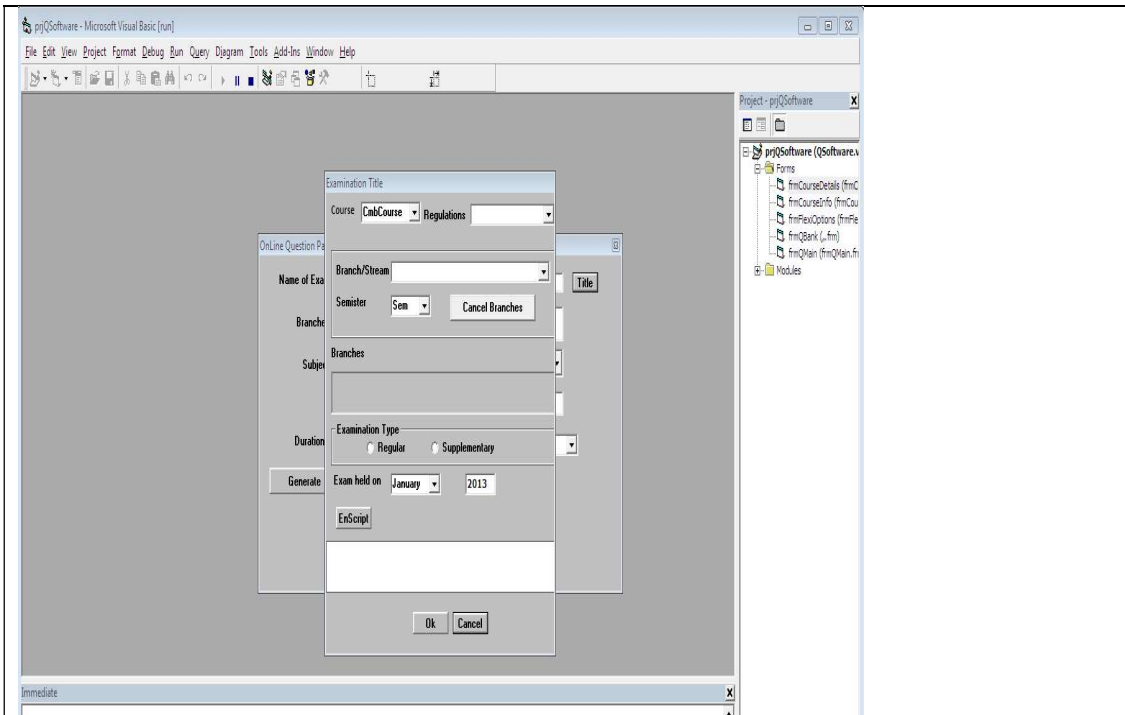 prjQSoftware - Microsoft Visual Basic [run]
File Edit View Project Format Debug Run Query Diagram Tools Add-Ins Window Help
Project - prjQSoftware
prjQSoftware (QSoftware.v
Forms
frmCourseDetails (frmC
frmCourseInfo (frmCou
frmFlexiOptions (frmFle
frmQBank (,,.frm)
frmQMain (frmQMain.fr
Modules
OnLine Question Pa
Name of Exa
Title
Branche
Subje
Duration
Generate
Examination Title
Course CmbCourse Regulations
Branch/Stream
Semister Sem Cancel Branches
Branches
Examination Type
Regular Supplementary
Exam held on January 2013
EnScript
Ok Cancel
Immediate